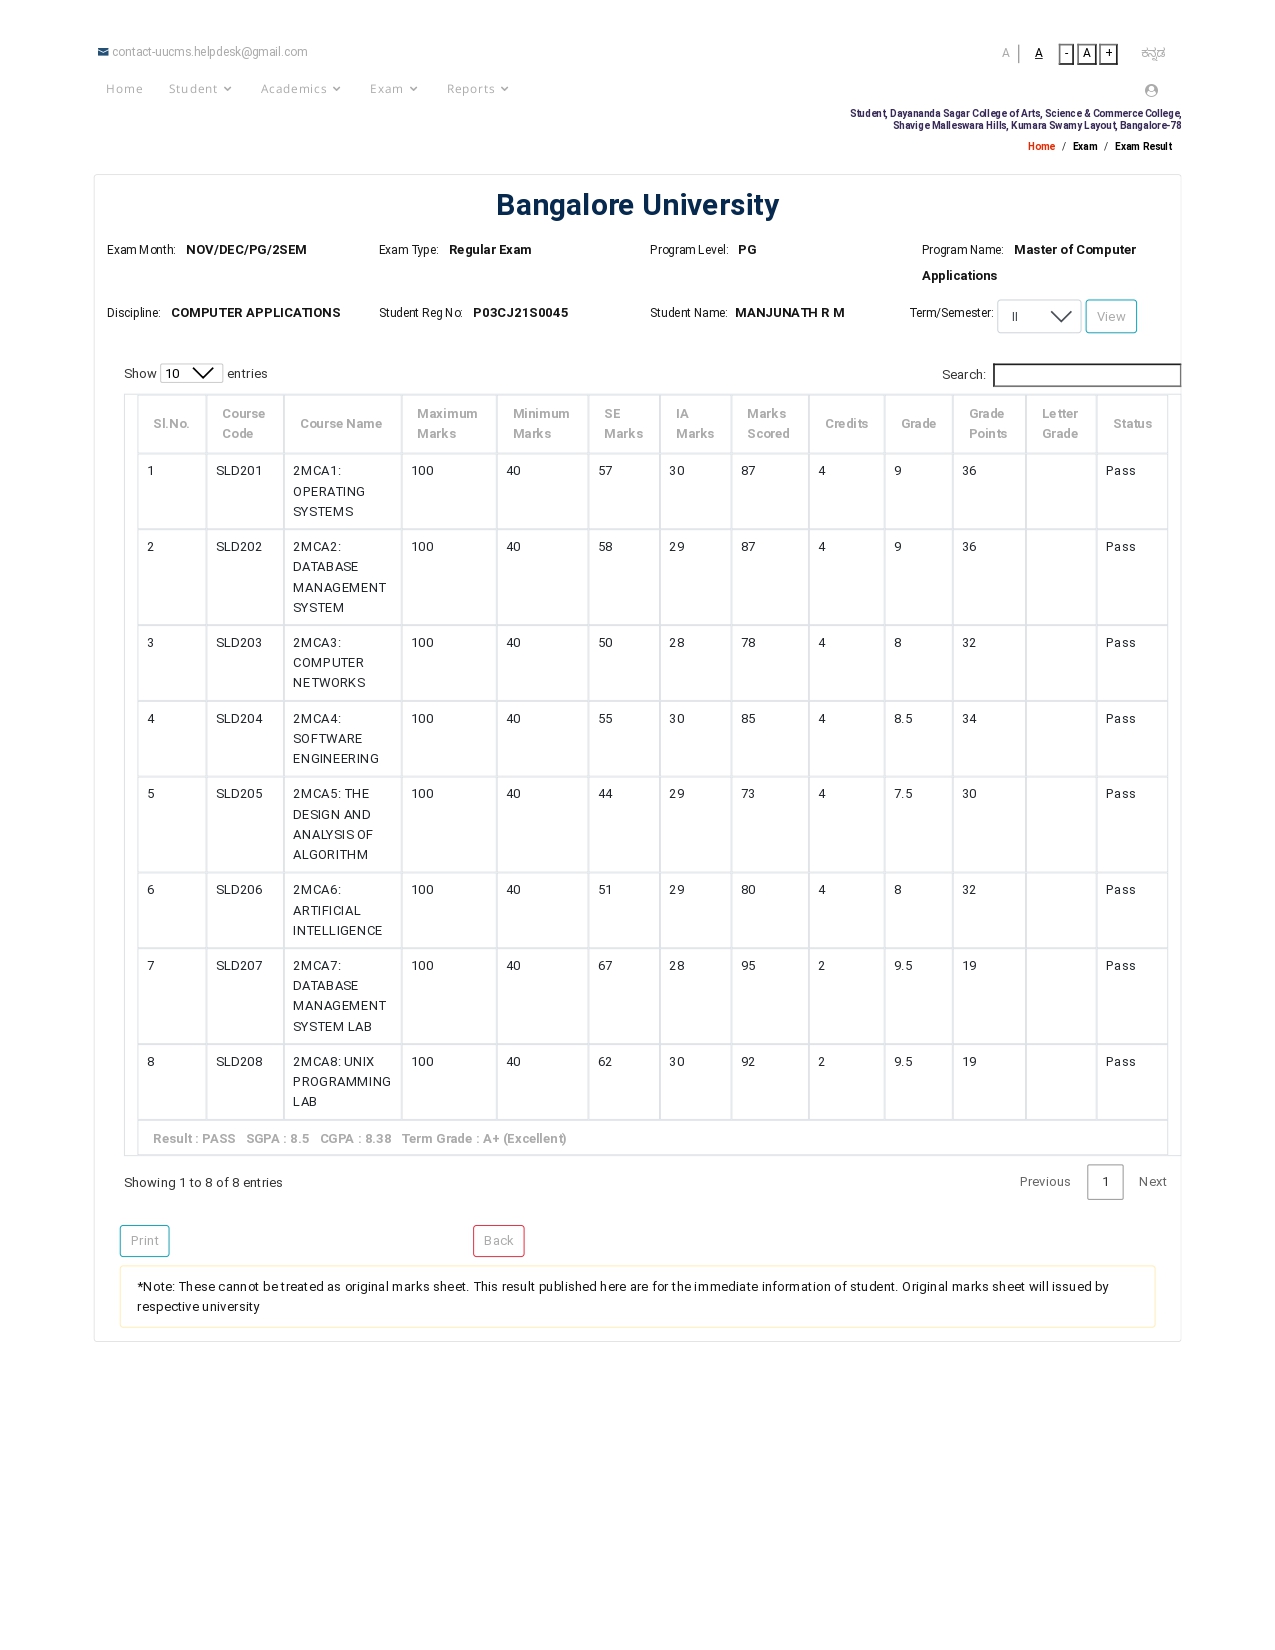 contact-uucms.helpdesk@gmail.com A A - A + ಕನ್ನಡ
Home Student Academics Exam Reports
Student, Dayananda Sagar College of Arts, Science & Commerce College,
Shavige Malleswara Hills, Kumara Swamy Layout, Bangalore-78
Home / Exam / Exam Result
Bangalore University
Exam Month: NOV/DEC/PG/2SEM Exam Type: Regular Exam Program Level: PG Program Name: Master of Computer
Applications
Discipline: COMPUTER APPLICATIONS Student Reg No: P03CJ21S0045 Student Name: MANJUNATH R M Term/Semester: II View
Show 10 entries Search:
Sl.No. Course Code Course Name Maximum Marks Minimum Marks SE Marks IA Marks Marks Scored Credits Grade Grade Points Letter Grade Status
1 SLD201 2MCA1: 100 40 57 30 87 4 9 36 Pass
OPERATING
SYSTEMS
2 SLD202 2MCA2: 100 40 58 29 87 4 9 36 Pass
DATABASE
MANAGEMENT
SYSTEM
3 SLD203 2MCA3: 100 40 50 28 78 4 8 32 Pass
COMPUTER
NETWORKS
4 SLD204 2MCA4: 100 40 55 30 85 4 8.5 34 Pass
SOFTWARE
ENGINEERING
5 SLD205 2MCA5: THE 100 40 44 29 73 4 7.5 30 Pass
DESIGN AND
ANALYSIS OF
ALGORITHM
6 SLD206 2MCA6: 100 40 51 29 80 4 8 32 Pass
ARTIFICIAL
INTELLIGENCE
7 SLD207 2MCA7: 100 40 67 28 95 2 9.5 19 Pass
DATABASE
MANAGEMENT
SYSTEM LAB
8 SLD208 2MCA8: UNIX 100 40 62 30 92 2 9.5 19 Pass
PROGRAMMING
LAB
Result : PASS SGPA : 8.5 CGPA : 8.38 Term Grade : A+ (Excellent)
Showing 1 to 8 of 8 entries Previous 1 Next
Print Back
*Note: These cannot be treated as original marks sheet. This result published here are for the immediate information of student. Original marks sheet will issued by
respective university